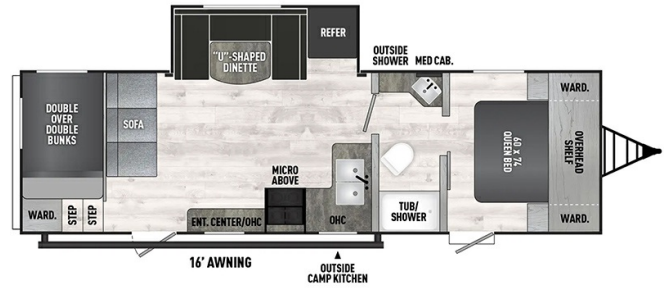 REFER
"U"-SHAPED
DINETTE
OUTSIDE
SHOWER
MED CAB.
DOUBLE
OVER
DOUBLE
BUNKS
SOFA
WARD.
60 X 74
QUEEN BED
OVERHEAD
SHELF
MICRO
ABOVE
WARD.
STEP
STEP
ENT. CENTER/OHC
OHC
TUB/
SHOWER
WARD.
16' AWNING
OUTSIDE
CAMP KITCHEN